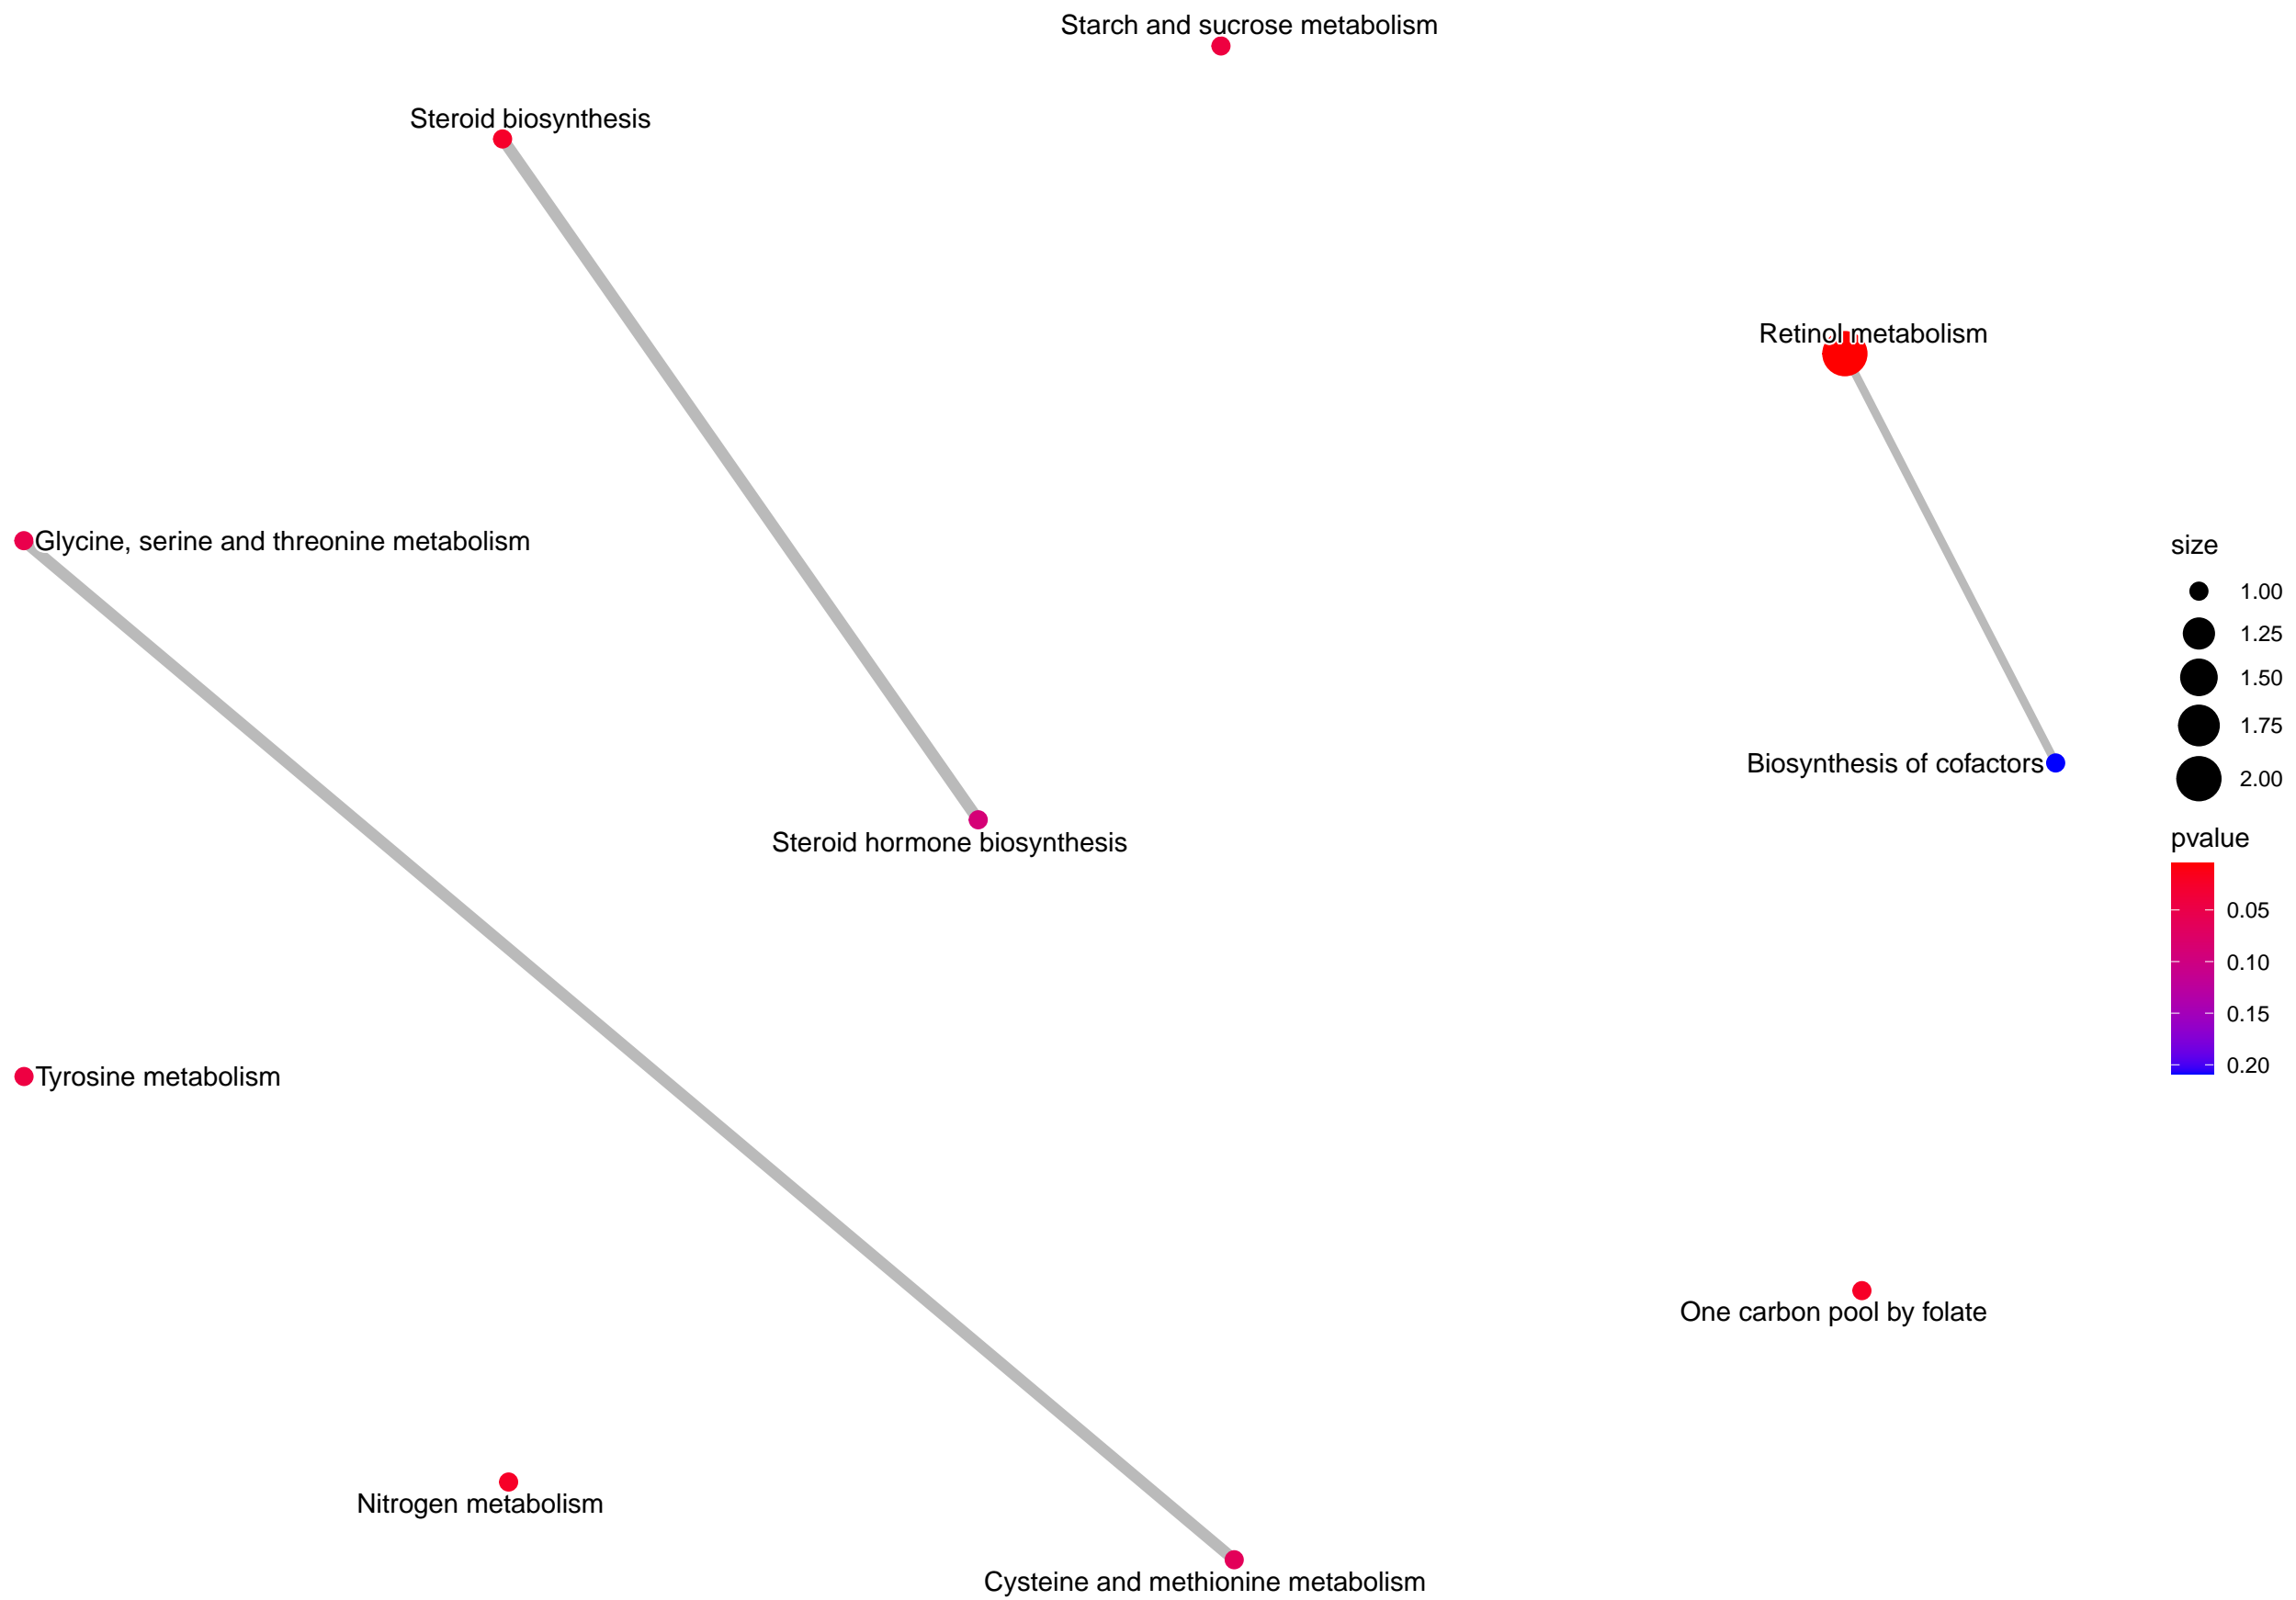 Starch and sucrose metabolism
Steroid biosynthesis
Retinol metabolism
Glycine, serine and threonine metabolism
size
1.00
1.25
1.50
1.75
2.00
Biosynthesis of cofactors
Steroid hormone biosynthesis
pvalue
0.05
0.10
0.15
0.20
Tyrosine metabolism
One carbon pool by folate
Nitrogen metabolism
Cysteine and methionine metabolism